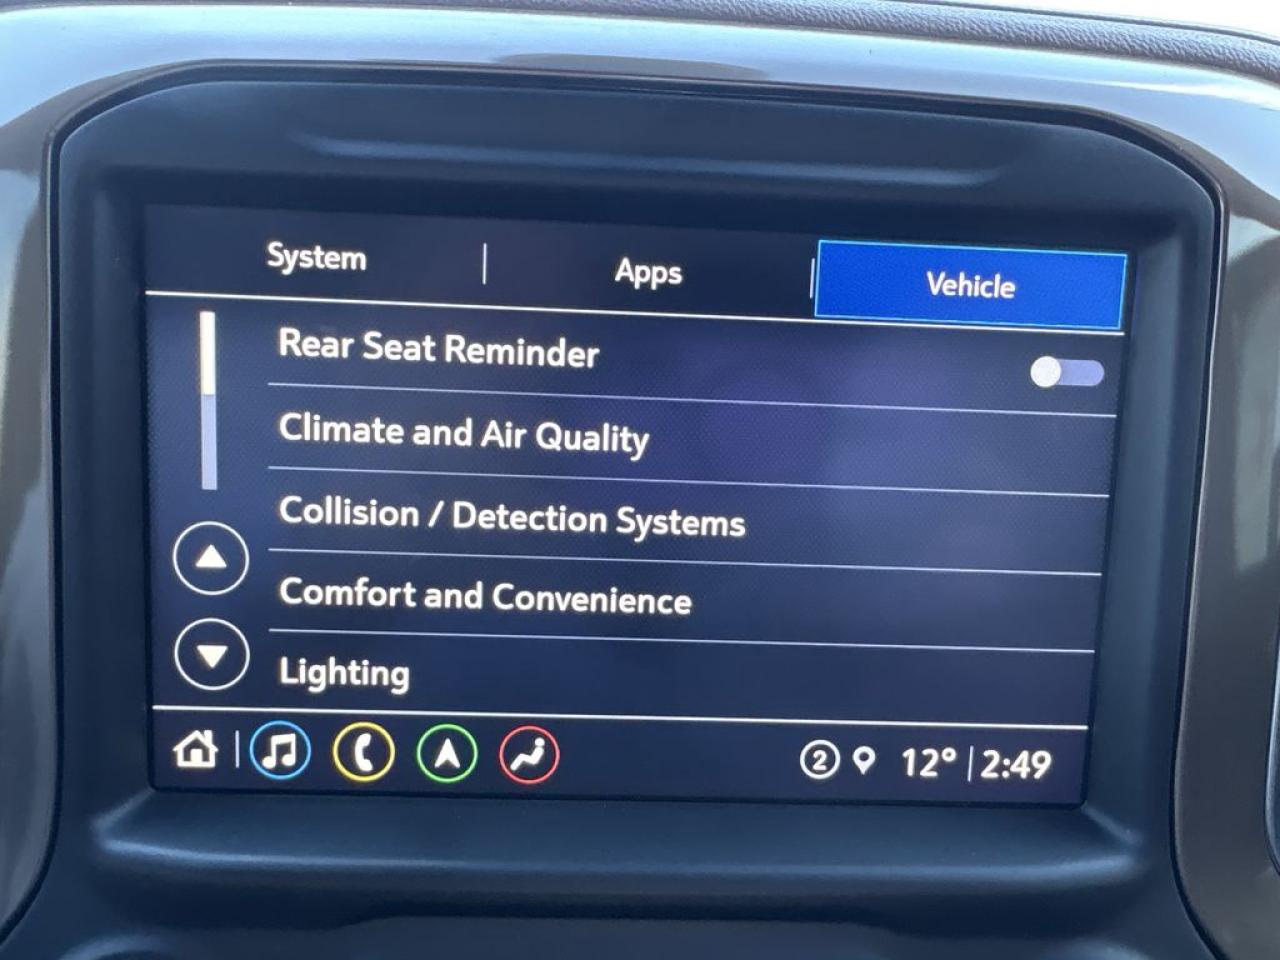 System | Apps | Vehicle
Rear Seat Reminder
Climate and Air Quality
Collision / Detection Systems
Comfort and Convenience
Lighting
2 12° | 2:49